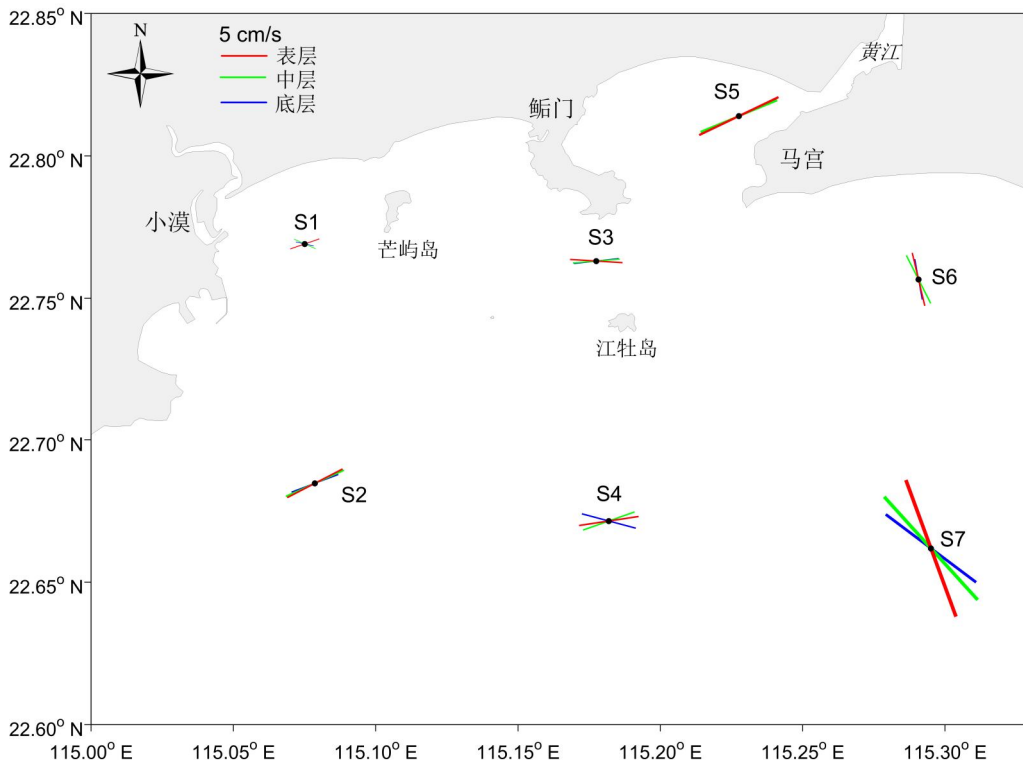 22.85° N
N
5 cm/s
表层
中层
底层
黄江
S5
鲘门
22.80° N
马宫
小漠
S1
芒屿岛
S3
S6
22.75° N
江牡岛
22.70° N
S2
S4
S7
22.65° N
22.60° N
115.00° E
115.05° E
115.10° E
115.15° E
115.20° E
115.25° E
115.30° E